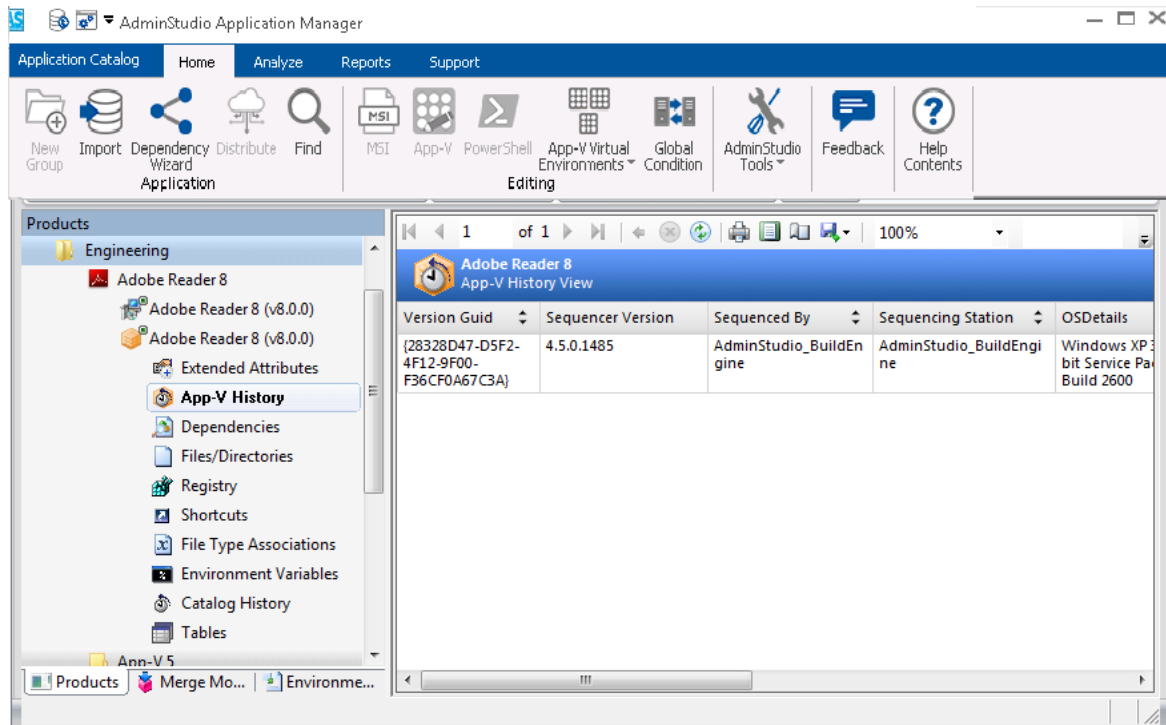 AdminStudio Application Manager
Application Catalog Home Analyze Reports Support
MSI
New Group Import Dependency Wizard Distribute Find MSI App-V PowerShell App-V Virtual Environments Global Condition AdminStudio Tools Feedback Help Contents
Application Editing
Products
Engineering
Adobe Reader 8
Adobe Reader 8 (v8.0.0)
Adobe Reader 8 (v8.0.0)
Extended Attributes
App-V History
Dependencies
Files/Directories
Registry
Shortcuts
File Type Associations
Environment Variables
Catalog History
Tables
App-V 5
Products Merge Mo... Environme...
1 of 1 100%
Adobe Reader 8
App-V History View
Version Guid Sequencer Version Sequenced By Sequencing Station OSDetails
{28328D47-D5F2- 4.5.0.1485 AdminStudio_BuildEn AdminStudio_BuildEngi Windows XP 3
4F12-9F00- gine ne bit Service Pa
F36CF0A67C3A} Build 2600